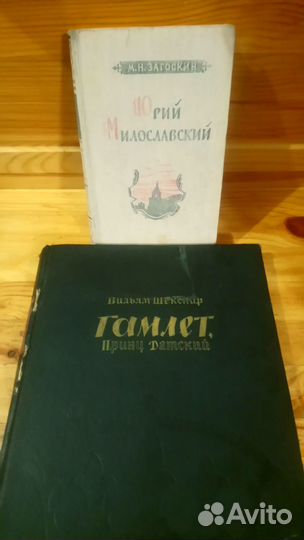 М.Н. ЗАГОСКИН
ЮРИЙ
МИЛОСЛАВСКИЙ
Вильям Шекспир
Гамлет,
Принц Датский
Avito